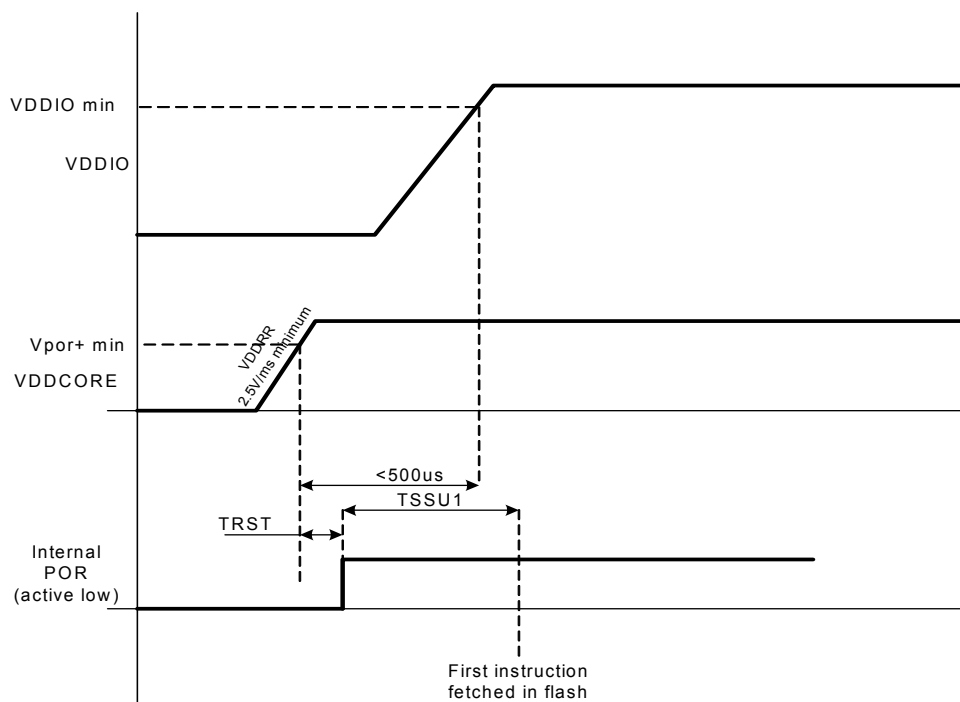 VDDIO min
VDDIO
Vpor+ min
VDDCORE
VDDRR
2.5V/ms minimum
<500us
TSSU1
TRST
Internal
POR
(active low)
First instruction
fetched in flash